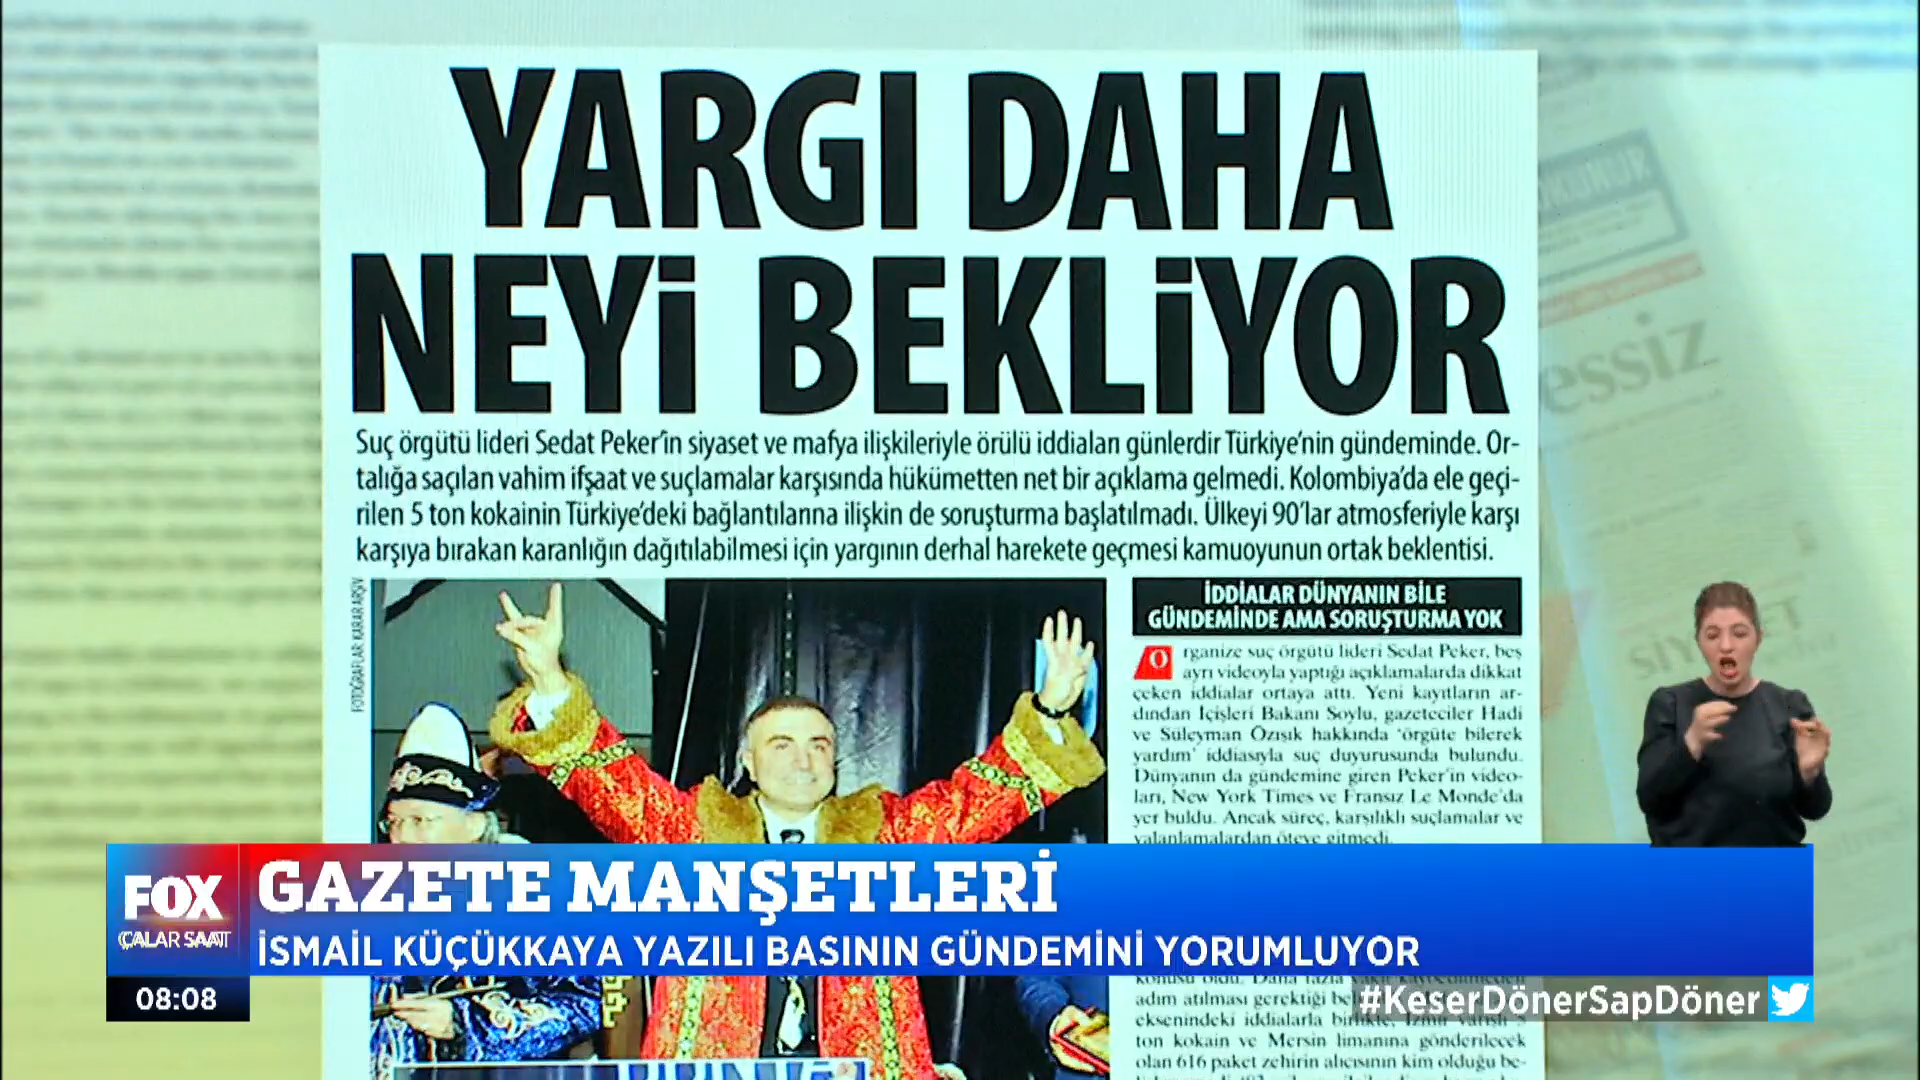 YARGI DAHA
NEYİ BEKLİYOR
Suç örgütü lideri Sedat Peker'in siyaset ve mafya ilişkileriyle örülü iddiaları günlerdir Türkiye'nin gündeminde. Or-
talığa saçılan vahim ifşaat ve suçlamalar karşısında hükümetten net bir açıklama gelmedi. Kolombiya'da ele geçi-
rilen 5 ton kokainin Türkiye'deki bağlantılarına ilişkin de soruşturma başlatılmadı. Ülkeyi 90'lar atmosferiyle karşı
karşıya bırakan karanlığın dağıtılabilmesi için yargının derhal harekete geçmesi kamuoyunun ortak beklentisi.
FOTOĞRAFLAR: KARAR ARŞİV
İDDİALAR DÜNYANIN BİLE
GÜNDEMİNDE AMA SORUŞTURMA YOK
Organize suç örgütü lideri Sedat Peker, beş
ayrı videoyla yaptığı açıklamalarda dikkat
çeken iddialar ortaya attı. Yeni kayıtların ar-
dından İçişleri Bakanı Soylu, gazeteciler Hadi
ve Süleyman Özışık hakkında 'örgüte bilerek
yardım' iddiasıyla suç duyurusunda bulundu.
Dünyanın da gündemine giren Peker'in video-
ları, New York Times ve Fransız Le Monde'da
yer buldu. Ancak süreç, karşılıklı suçlamalar ve
yalanlamalardan öteye gitmedi.
essiz
FOX
ÇALAR SAAT
GAZETE MANŞETLERİ
İSMAİL KÜÇÜKKAYA YAZILI BASININ GÜNDEMİNİ YORUMLUYOR
08:08
#KeserDönerSapDöner
adım atılması gerektiği
eksenindeki iddialarla birlikte, İzmir
ton kokain ve Mersin limanına gönderilecek
olan 616 paket zehirin alıcısının kim olduğu be-